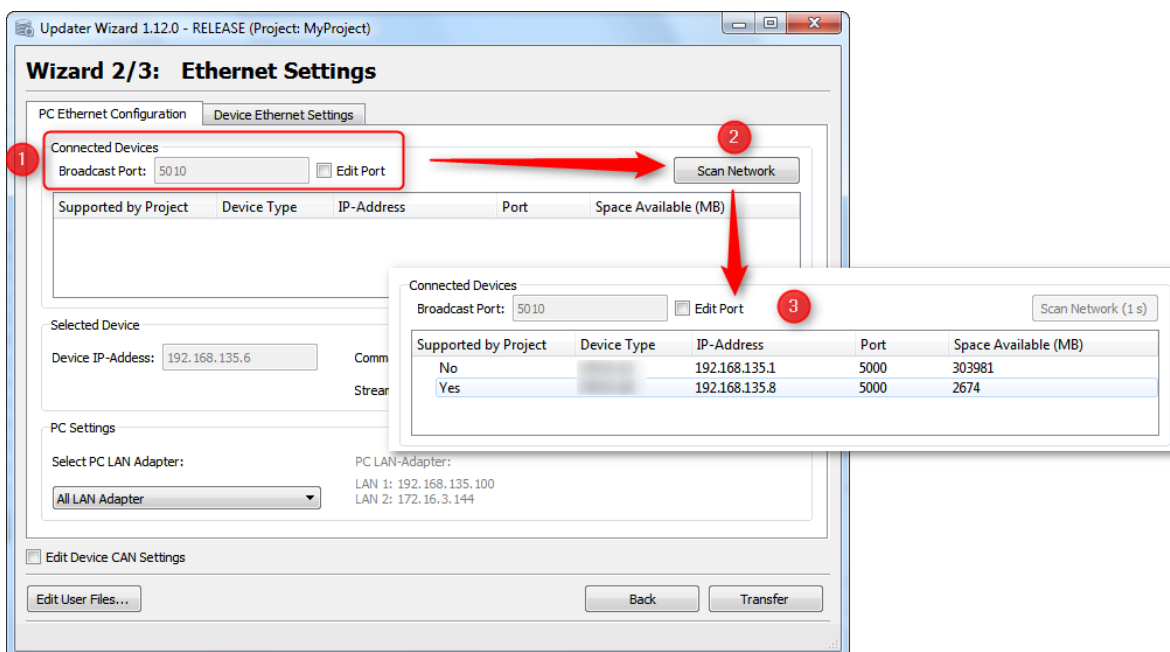 Updater Wizard 1.12.0 - RELEASE (Project: MyProject)
Wizard 2/3: Ethernet Settings
PC Ethernet Configuration Device Ethernet Settings
1
Connected Devices
Broadcast Port: 5010 Edit Port
2
Scan Network
Supported by Project Device Type IP-Address Port Space Available (MB)
Connected Devices
Broadcast Port: 5010 Edit Port 3 Scan Network (1 s)
Supported by Project Device Type IP-Address Port Space Available (MB)
No 192.168.135.1 5000 303981
Yes 192.168.135.8 5000 2674
Selected Device
Device IP-Addess: 192.168.135.6 Comm
Strear
PC Settings
Select PC LAN Adapter: PC LAN-Adapter:
LAN 1: 192.168.135.100
All LAN Adapter LAN 2: 172.16.3.144
Edit Device CAN Settings
Edit User Files... Back Transfer